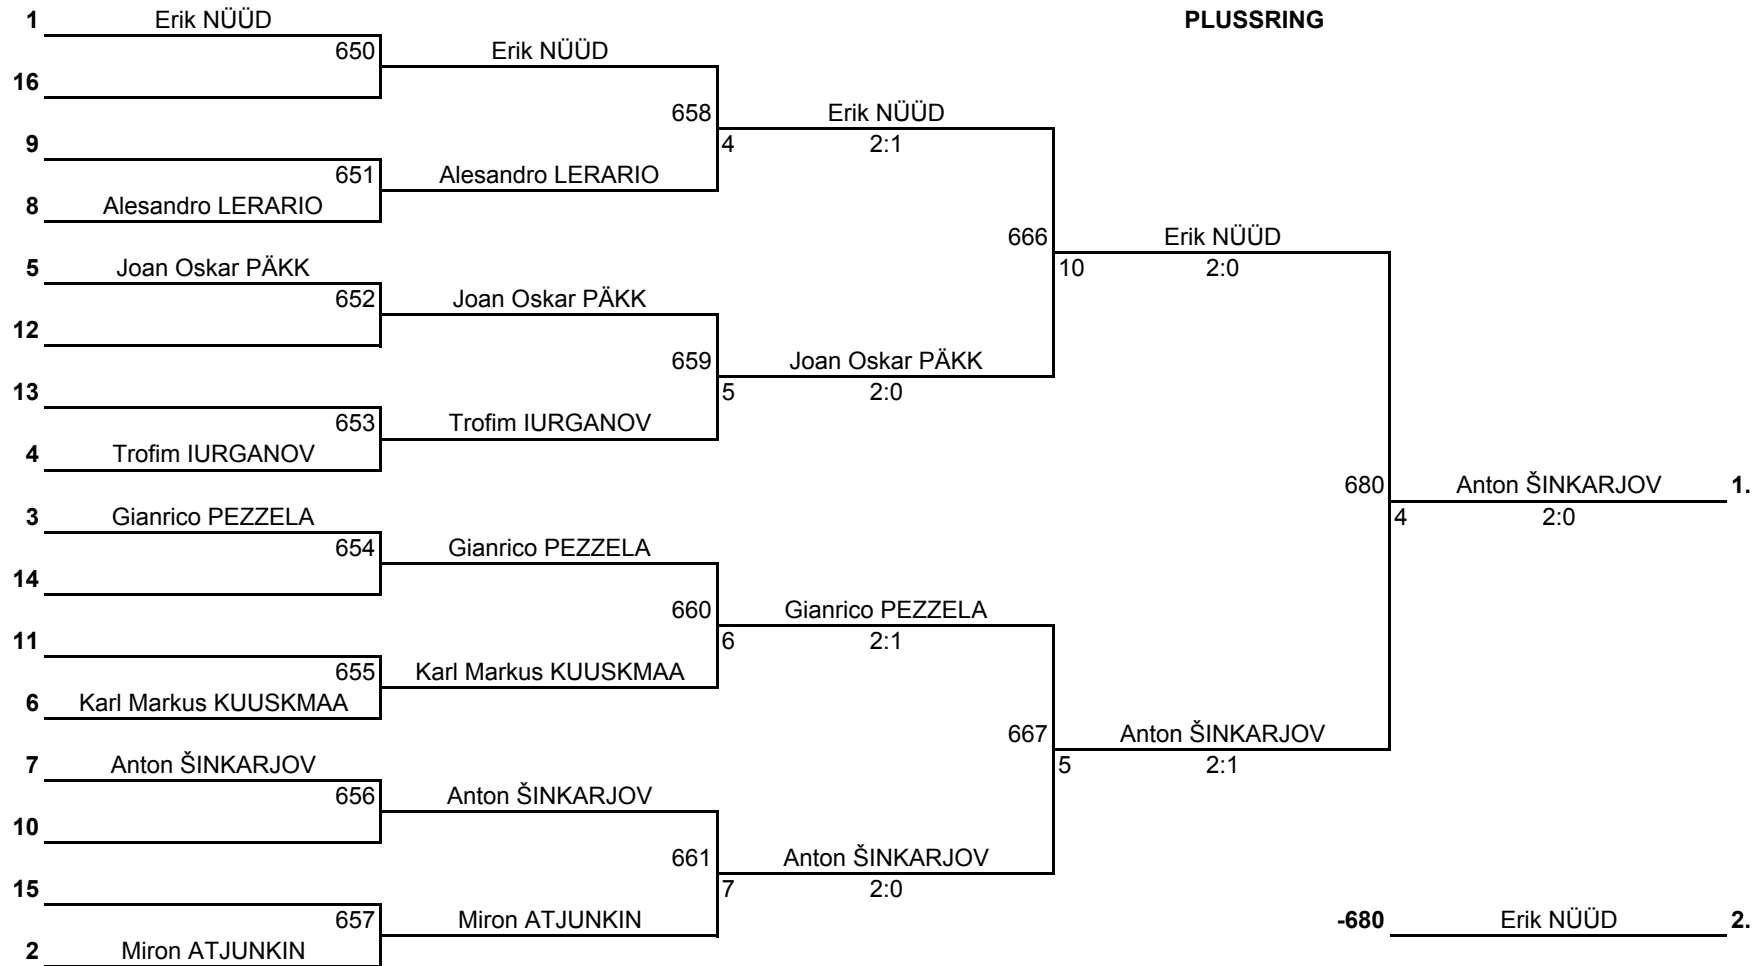 1 Erik NÜÜD PLUSSRING
650 Erik NÜÜD
16
658 Erik NÜÜD
9 4 2:1
651 Alesandro LERARIO
8 Alesandro LERARIO
666 Erik NÜÜD
5 Joan Oskar PÄKK 10 2:0
652 Joan Oskar PÄKK
12
659 Joan Oskar PÄKK
13 5 2:0
653 Trofim IURGANOV
4 Trofim IURGANOV
680 Anton ŠINKARJOV 1.
3 Gianrico PEZZELA 4 2:0
654 Gianrico PEZZELA
14
660 Gianrico PEZZELA
11 6 2:1
655 Karl Markus KUUSKMAA
6 Karl Markus KUUSKMAA
667 Anton ŠINKARJOV
7 Anton ŠINKARJOV 5 2:1
656 Anton ŠINKARJOV
10
661 Anton ŠINKARJOV
15 7 2:0
657 Miron ATJUNKIN -680 Erik NÜÜD 2.
2 Miron ATJUNKIN